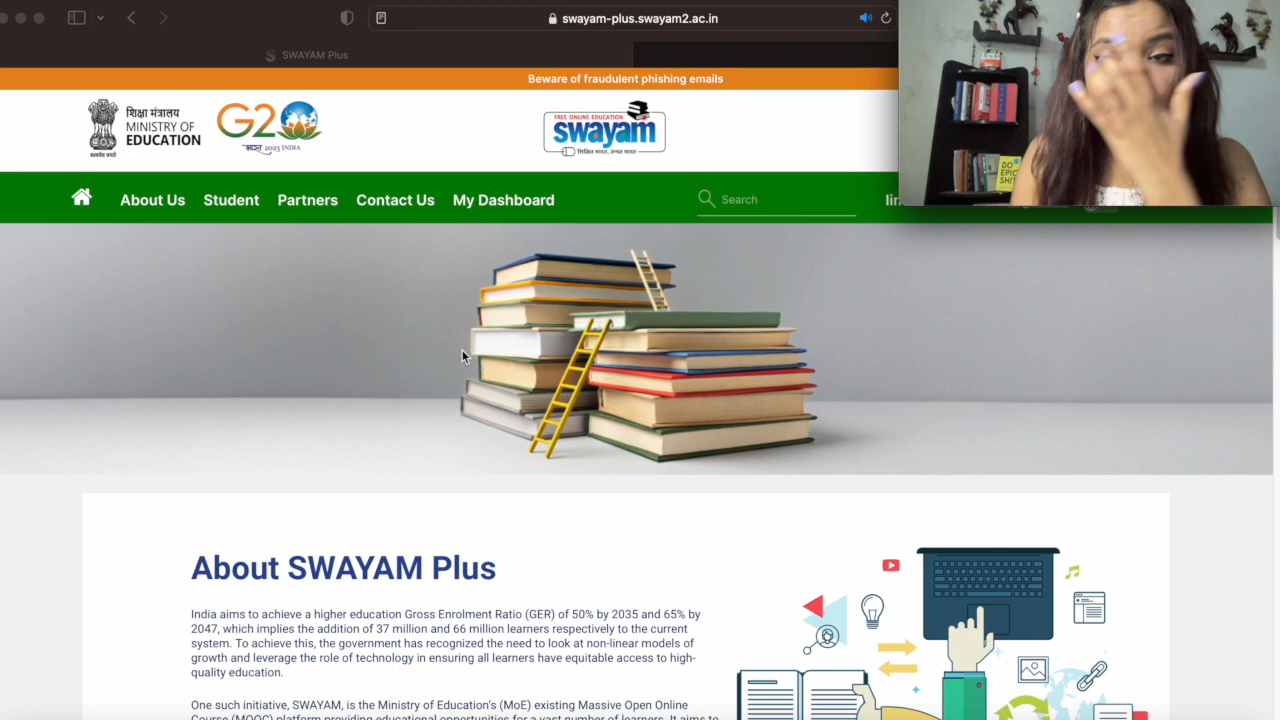 swayam-plus.swayam2.ac.in
SWAYAM Plus
Beware of fraudulent phishing emails
शिक्षा मंत्रालय
MINISTRY OF
EDUCATION
सत्यमेव जयते
G20
भारत 2023 INDIA
FREE ONLINE EDUCATION
swayam
शिक्षित भारत, उन्नत भारत
About Us
Student
Partners
Contact Us
My Dashboard
Search
DO
EPIC
SHIT
About SWAYAM Plus
India aims to achieve a higher education Gross Enrolment Ratio (GER) of 50% by 2035 and 65% by
2047, which implies the addition of 37 million and 66 million learners respectively to the current
system. To achieve this, the government has recognized the need to look at non-linear models of
growth and leverage the role of technology in ensuring all learners have equitable access to high-
quality education.
One such initiative, SWAYAM, is the Ministry of Education's (MoE) existing Massive Open Online
Course (MOOC) platform providing educational opportunities for a vast number of learners. It aims to